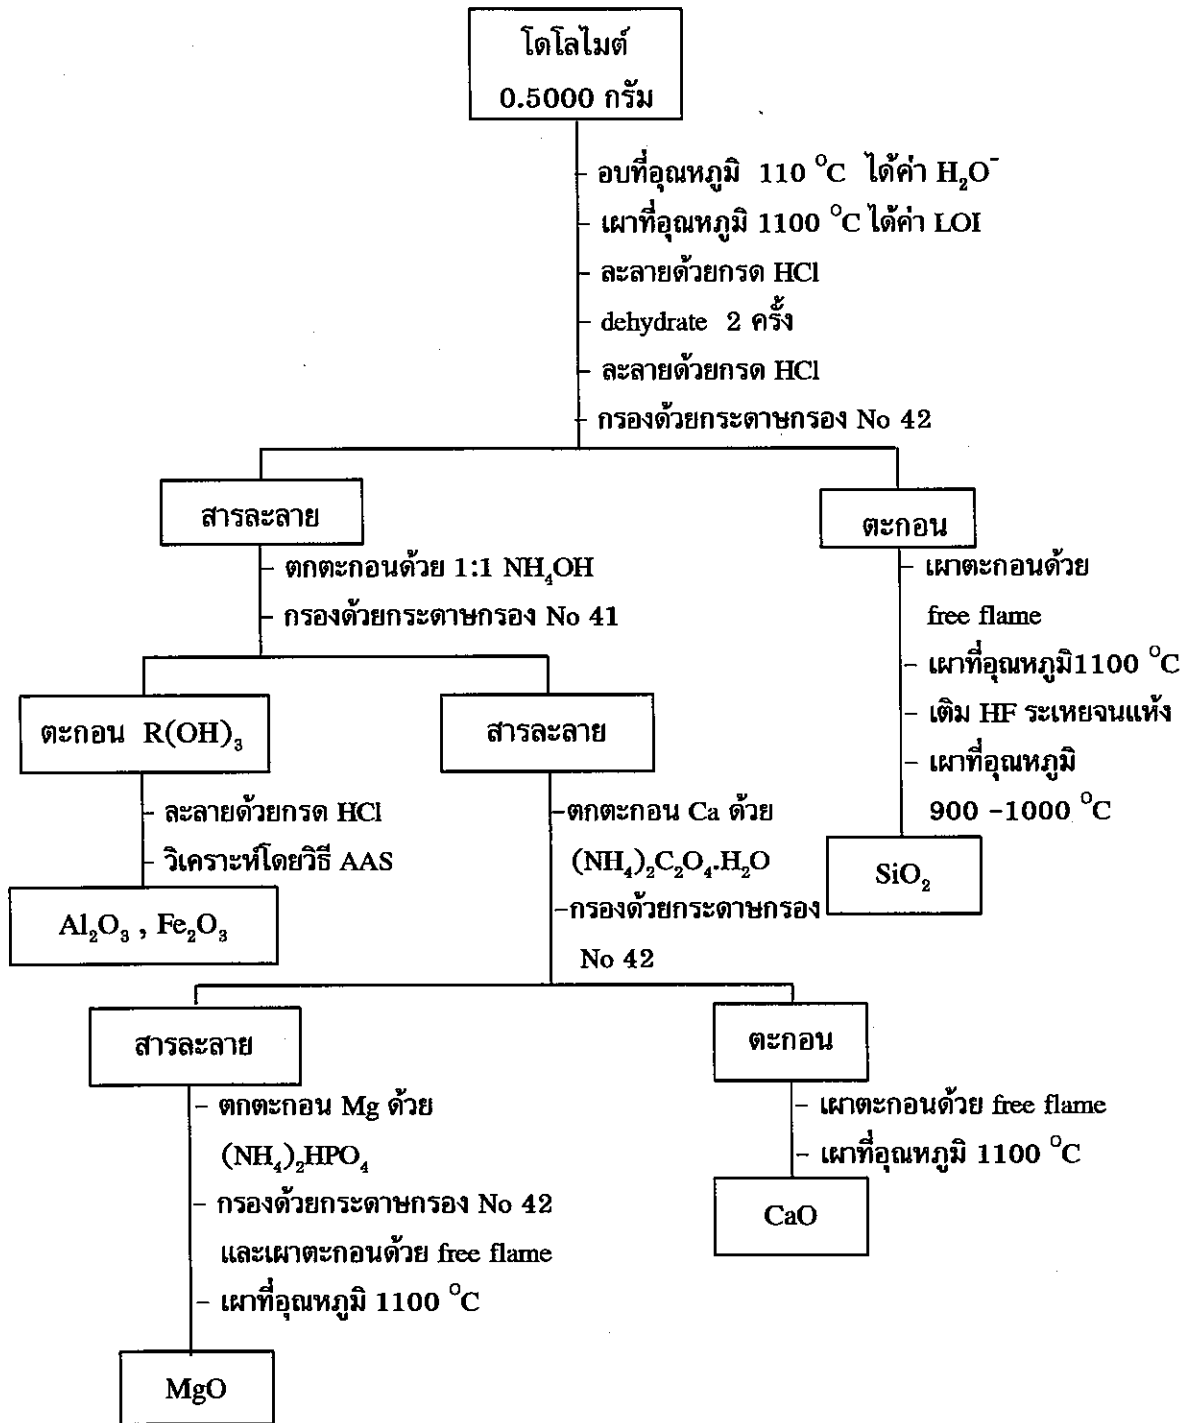 โดโลไมต์
0.5000 กรัม
อบที่อุณหภูมิ 110 °C ได้ค่า H₂O⁻
เผาที่อุณหภูมิ 1100 °C ได้ค่า LOI
ละลายด้วยกรด HCl
dehydrate 2 ครั้ง
ละลายด้วยกรด HCl
กรองด้วยกระดาษกรอง No 42
สารละลาย
ตกตะกอนด้วย 1:1 NH₄OH
กรองด้วยกระดาษกรอง No 41
ตะกอน
เผาตะกอนด้วย
free flame
เผาที่อุณหภูมิ1100 °C
เติม HF ระเหยจนแห้ง
เผาที่อุณหภูมิ
900 -1000 °C
SiO₂
ตะกอน R(OH)₃
ละลายด้วยกรด HCl
วิเคราะห์โดยวิธี AAS
Al₂O₃ , Fe₂O₃
สารละลาย
ตกตะกอน Ca ด้วย
(NH₄)₂C₂O₄.H₂O
กรองด้วยกระดาษกรอง
No 42
สารละลาย
ตกตะกอน Mg ด้วย
(NH₄)₂HPO₄
กรองด้วยกระดาษกรอง No 42
และเผาตะกอนด้วย free flame
เผาที่อุณหภูมิ 1100 °C
MgO
ตะกอน
เผาตะกอนด้วย free flame
เผาที่อุณหภูมิ 1100 °C
CaO